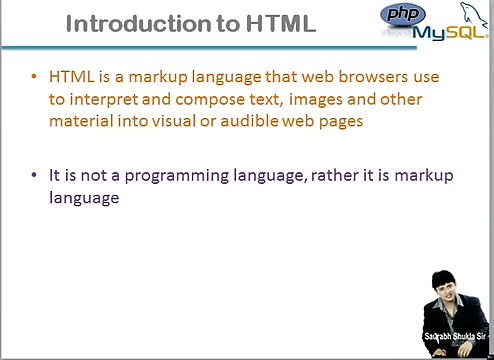 Introduction to HTML
php
MySQL
• HTML is a markup language that web browsers use
to interpret and compose text, images and other
material into visual or audible web pages
• It is not a programming language, rather it is markup
language
Saurabh Shukla Sir